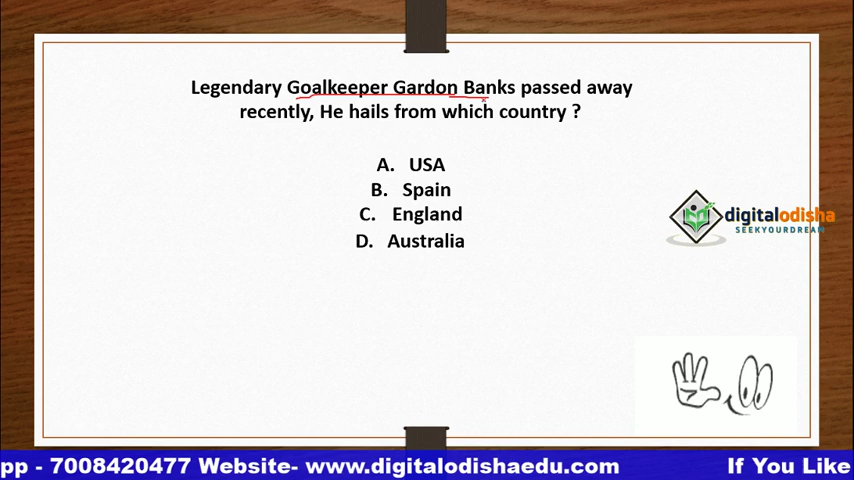 Legendary Goalkeeper Gardon Banks passed away
recently, He hails from which country ?
A. USA
B. Spain
C. England
D. Australia
digitalodisha
SEEKYOURDREAM
pp - 7008420477 Website- www.digitalodishaedu.com If You Like